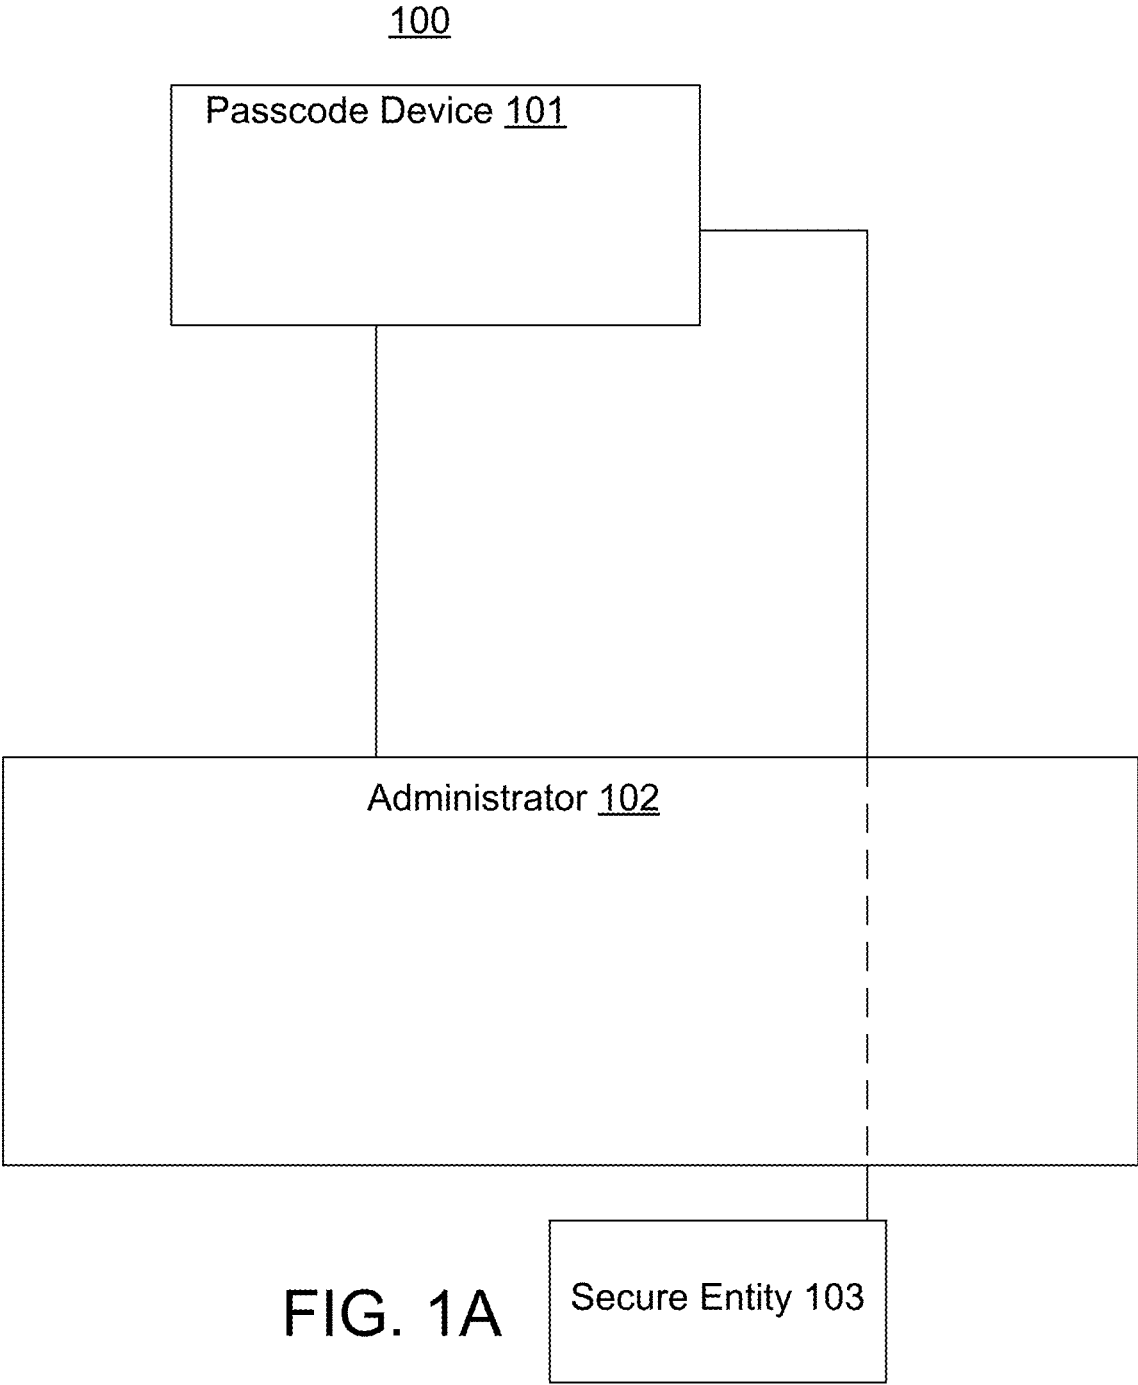 100
Passcode Device 101
Administrator 102
Secure Entity 103
FIG. 1A